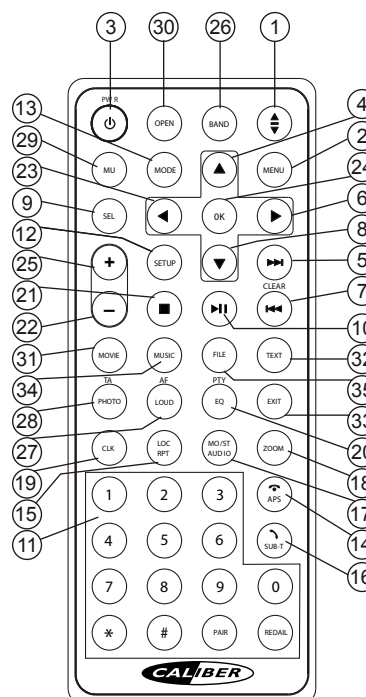 3 30 26 1
PWR
13 OPEN BAND 4
29 MU MODE MENU 2
23 24
9 SEL OK 6
12 8
25 + SETUP 5
21 CLEAR 7
22 −
10
31 MOVIE MUSIC FILE TEXT 32
34 TA AF PTY 35
28 PHOTO LOUD EQ EXIT 33
27 20
19 CLK LOC RPT MO/ST AUDIO ZOOM 18
15 17
11 1 2 3 APS 14
4 5 6 SUB-T 16
7 8 9 0
* # PAIR REDAIL
CALIBER